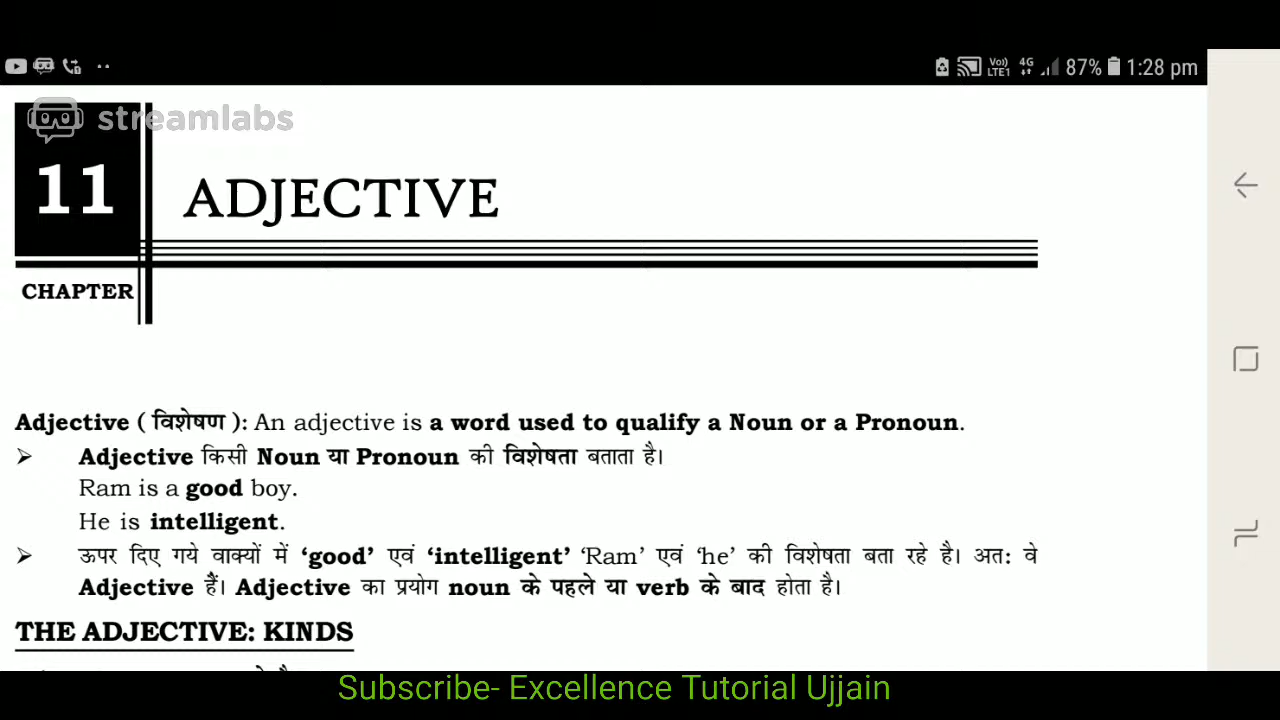 Vo)) 4G 87% 1:28 pm
LTE1
streamlabs
11
ADJECTIVE
CHAPTER
Adjective ( विशेषण ): An adjective is a word used to qualify a Noun or a Pronoun.
➢ Adjective किसी Noun या Pronoun की विशेषता बताता है।
Ram is a good boy.
He is intelligent.
➢ ऊपर दिए गये वाक्यों में 'good' एवं 'intelligent' 'Ram' एवं 'he' की विशेषता बता रहे है। अत: वे
Adjective हैं। Adjective का प्रयोग noun के पहले या verb के बाद होता है।
THE ADJECTIVE: KINDS
Subscribe- Excellence Tutorial Ujjain